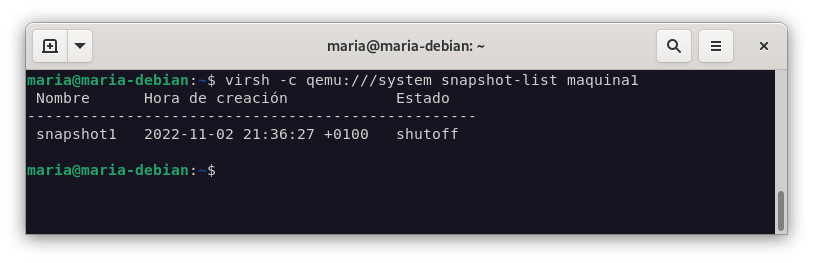 maria@maria-debian: ~
maria@maria-debian:~$ virsh -c qemu:///system snapshot-list maquina1
Nombre      Hora de creación            Estado
--------------------------------------------------
snapshot1   2022-11-02 21:36:27 +0100   shutoff
maria@maria-debian:~$